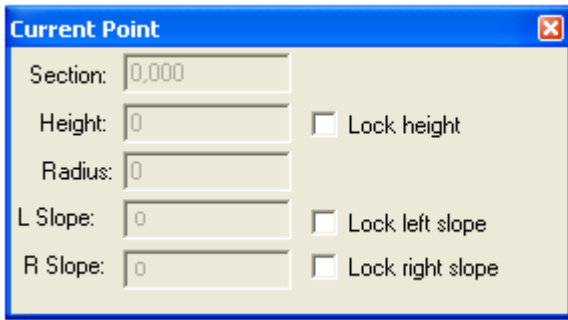 Current Point
Section: 0,000
Height: 0 Lock height
Radius: 0
L Slope: 0 Lock left slope
R Slope: 0 Lock right slope